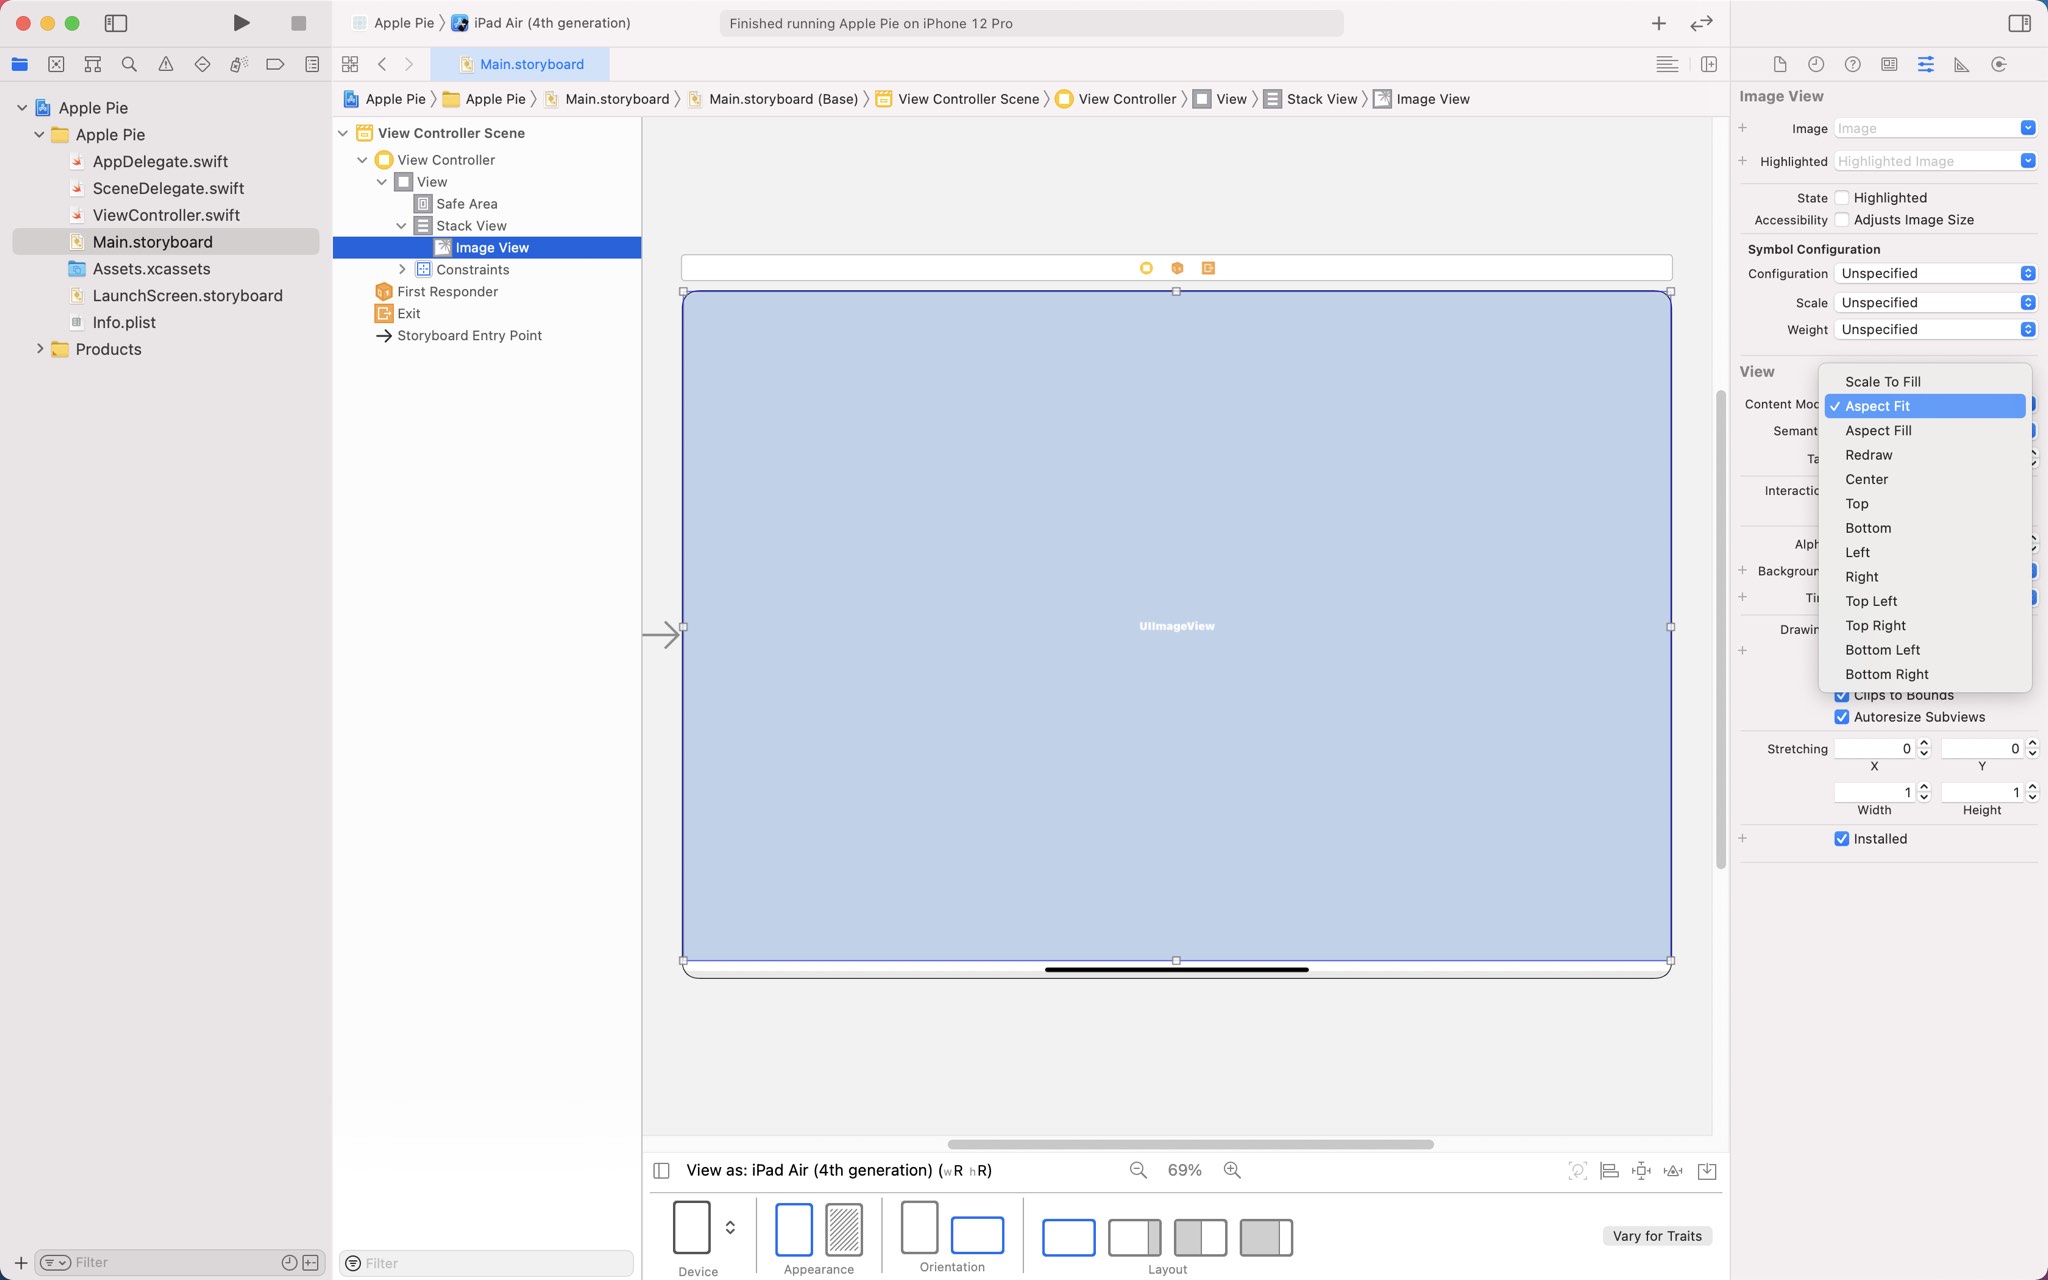 Apple Pie
iPad Air (4th generation)
Finished running Apple Pie on iPhone 12 Pro
Main.storyboard
Apple Pie
Apple Pie
Main.storyboard
Main.storyboard (Base)
View Controller Scene
View Controller
View
Stack View
Image View
Apple Pie
Apple Pie
AppDelegate.swift
SceneDelegate.swift
ViewController.swift
Main.storyboard
Assets.xcassets
LaunchScreen.storyboard
Info.plist
Products
Filter
View Controller Scene
View Controller
View
Safe Area
Stack View
Image View
Constraints
First Responder
Exit
Storyboard Entry Point
Filter
UIImageView
View as: iPad Air (4th generation) (wR hR)
69%
Device
Appearance
Orientation
Layout
Vary for Traits
Image View
Image Image
Highlighted Highlighted Image
State Highlighted
Accessibility Adjusts Image Size
Symbol Configuration
Configuration Unspecified
Scale Unspecified
Weight Unspecified
View
Content Mod
Semant
Ta
Interactio
Alph
Backgroun
Tin
Drawin
Scale To Fill
Aspect Fit
Aspect Fill
Redraw
Center
Top
Bottom
Left
Right
Top Left
Top Right
Bottom Left
Bottom Right
Clips to Bounds
Autoresize Subviews
Stretching 0 0
X Y
1 1
Width Height
Installed